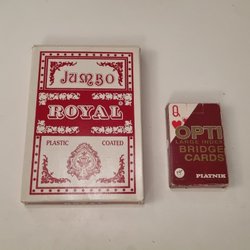 JUMBO
ROYAL®
PLASTIC COATED
Q
OPTI
LARGE INDEX
BRIDGE
CARDS
PIATNIK